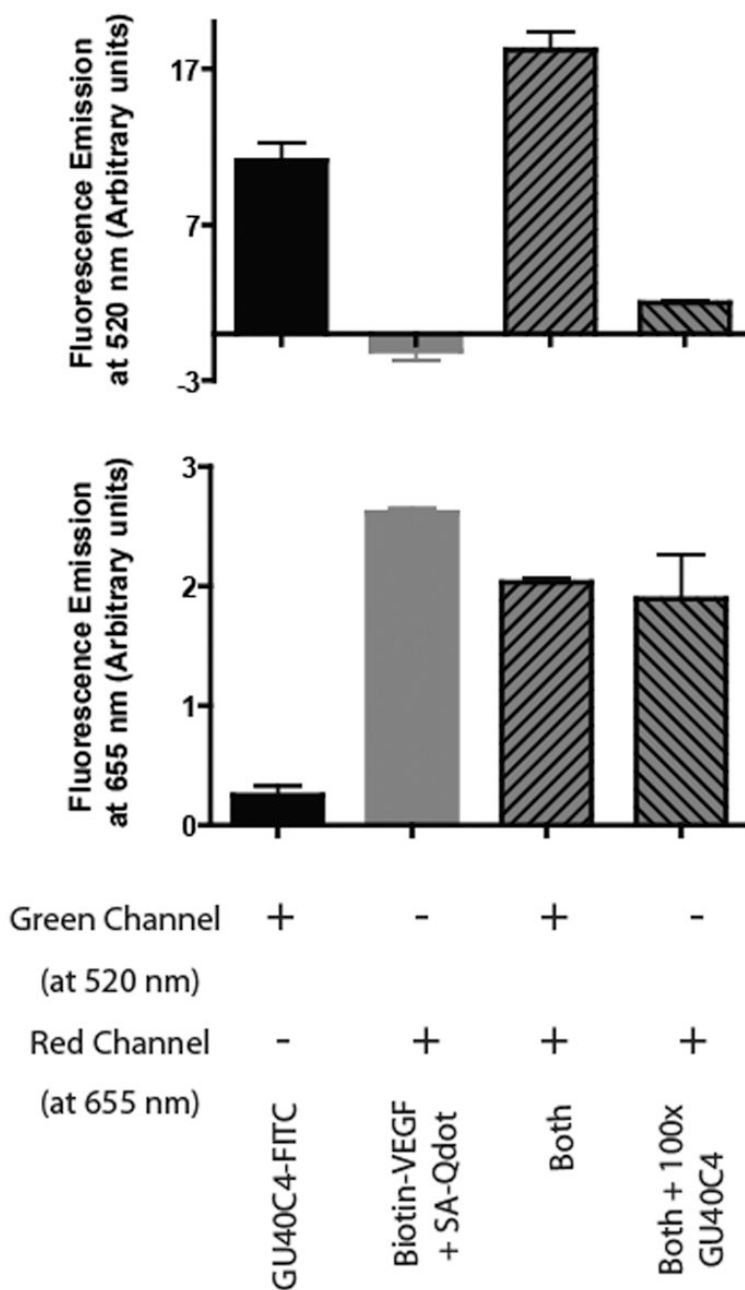 Fluorescence Emission
at 520 nm (Arbitrary units)
17
7
-3
Fluorescence Emission
at 655 nm (Arbitrary units)
3
2
1
0
Green Channel + - + -
(at 520 nm)
Red Channel - + + +
(at 655 nm)
GU40C4-FITC
Biotin-VEGF
+ SA-Qdot
Both
Both + 100x
GU40C4